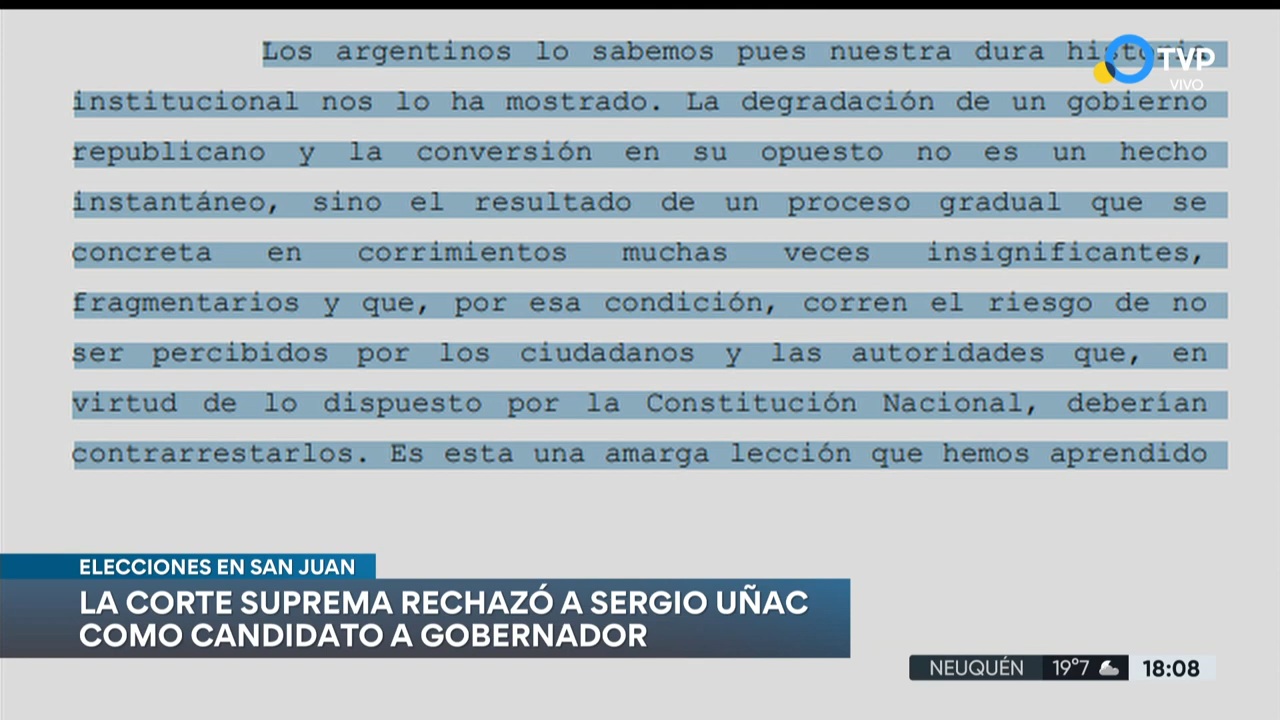 Los argentinos lo sabemos pues nuestra dura historia
institucional nos lo ha mostrado. La degradación de un gobierno
republicano y la conversión en su opuesto no es un hecho
instantáneo, sino el resultado de un proceso gradual que se
concreta en corrimientos muchas veces insignificantes,
fragmentarios y que, por esa condición, corren el riesgo de no
ser percibidos por los ciudadanos y las autoridades que, en
virtud de lo dispuesto por la Constitución Nacional, deberían
contrarrestarlos. Es esta una amarga lección que hemos aprendido
TVP
VIVO
ELECCIONES EN SAN JUAN
LA CORTE SUPREMA RECHAZÓ A SERGIO UÑAC
COMO CANDIDATO A GOBERNADOR
NEUQUÉN 19°7 18:08